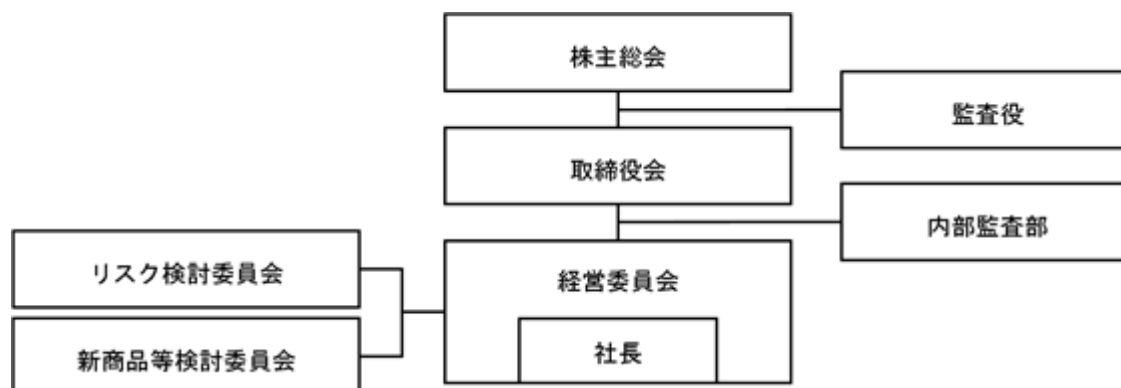 株主総会
監査役
取締役会
内部監査部
リスク検討委員会
経営委員会
新商品等検討委員会
社長